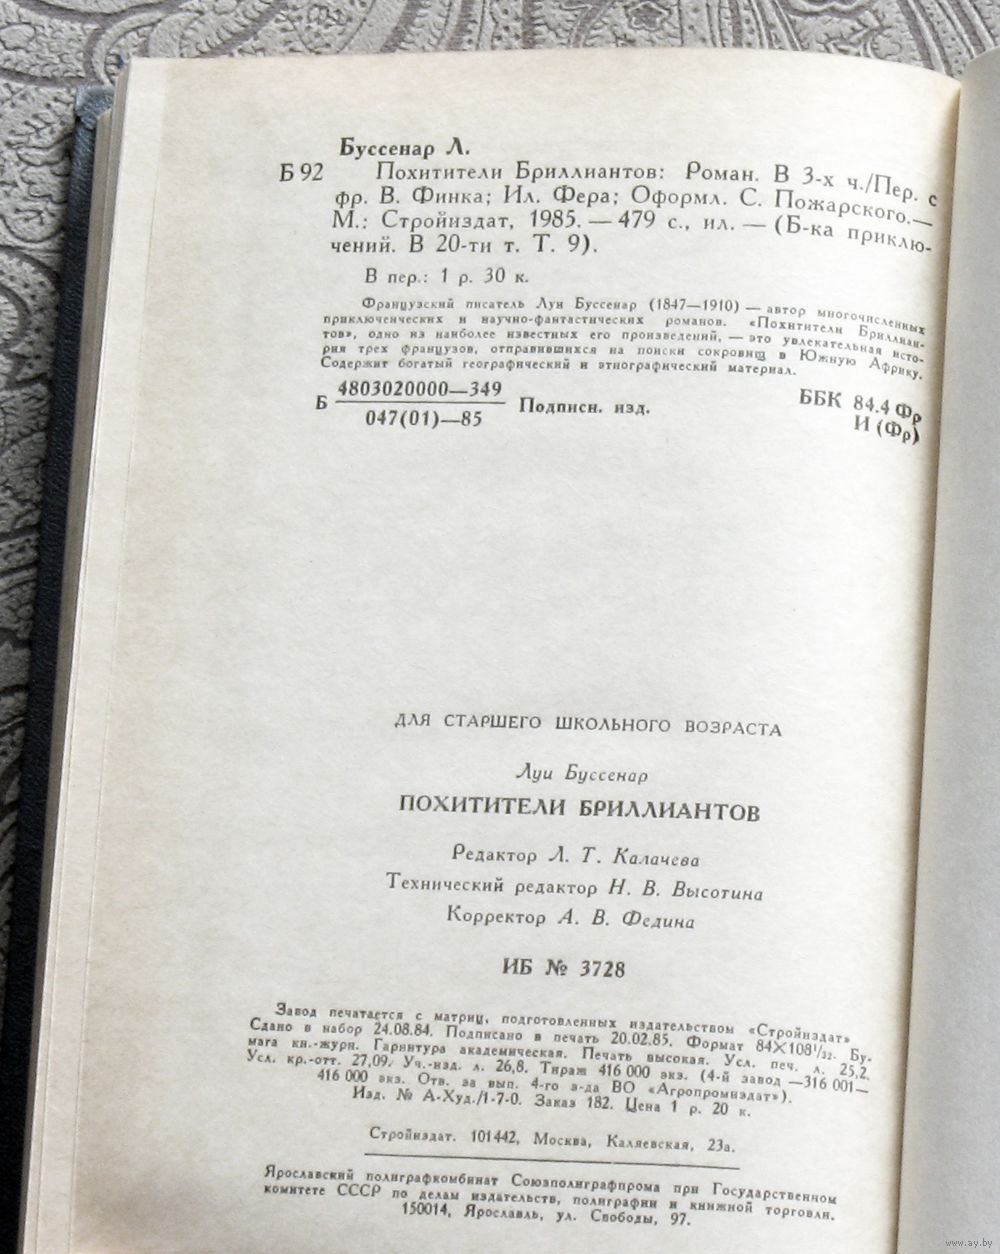 Буссенар Л.
Б 92 Похитители Бриллиантов: Роман. В 3-х ч./Пер. с
фр. В. Финка; Ил. Фера; Оформл. С. Пожарского.—
М.: Стройиздат, 1985. — 479 с., ил. — (Б-ка приклю-
чений. В 20-ти т. Т. 9).
В пер.: 1 р. 30 к.
Французский писатель Луи Буссенар (1847—1910) — автор многочисленных
приключенческих и научно-фантастических романов. «Похитители Бриллиан-
тов», одно из наиболее известных его произведений, — это увлекательная исто-
рия трех французов, отправившихся на поиски сокровищ в Южную Африку.
Содержит богатый географический и этнографический материал.
Б 4803020000—349
047(01)—85
Подписн. изд.
ББК 84.4 Фр
И (Фр)
ДЛЯ СТАРШЕГО ШКОЛЬНОГО ВОЗРАСТА
Луи Буссенар
ПОХИТИТЕЛИ БРИЛЛИАНТОВ
Редактор Л. Т. Калачева
Технический редактор Н. В. Высотина
Корректор А. В. Федина
ИБ № 3728
Завод печатается с матриц, подготовленных издательством «Стройиздат»
Сдано в набор 24.08.84. Подписано в печать 20.02.85. Формат 84×108¹/₃₂. Бу-
мага кн.-журн. Гарнитура академическая. Печать высокая. Усл. печ. л. 25,2.
Усл. кр.-отт. 27,09. Уч.-изд. л. 26,8. Тираж 416 000 экз. (4-й завод —316 001—
416 000 экз. Отв. за вып. 4-го з-да ВО «Агропромиздат»).
Изд. № А-Худ./1-7-0. Заказ 182. Цена 1 р. 20 к.
Стройиздат. 101442, Москва, Каляевская, 23а.
Ярославский полиграфкомбинат Союзполиграфпрома при Государственном
комитете СССР по делам издательств, полиграфии и книжной торговли.
150014, Ярославль, ул. Свободы, 97.
www.ay.by